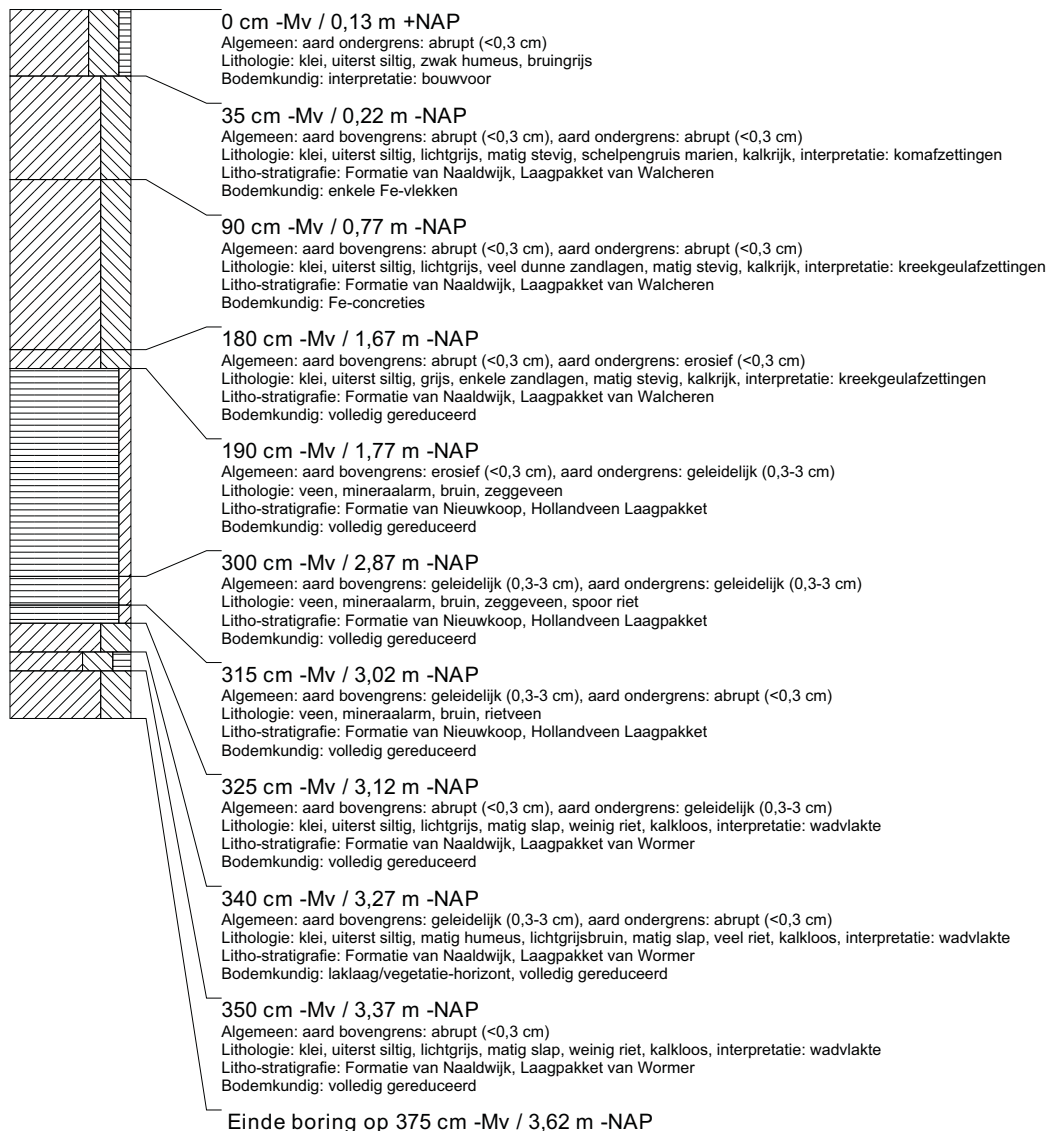 0 cm -Mv / 0,13 m +NAP
Algemeen: aard ondergrens: abrupt (<0,3 cm)
Lithologie: klei, uiterst siltig, zwak humeus, bruingrijs
Bodemkundig: interpretatie: bouwvoor
35 cm -Mv / 0,22 m -NAP
Algemeen: aard bovengrens: abrupt (<0,3 cm), aard ondergrens: abrupt (<0,3 cm)
Lithologie: klei, uiterst siltig, lichtgrijs, matig stevig, schelpengruis marien, kalkrijk, interpretatie: komafzettingen
Litho-stratigrafie: Formatie van Naaldwijk, Laagpakket van Walcheren
Bodemkundig: enkele Fe-vlekken
90 cm -Mv / 0,77 m -NAP
Algemeen: aard bovengrens: abrupt (<0,3 cm), aard ondergrens: abrupt (<0,3 cm)
Lithologie: klei, uiterst siltig, lichtgrijs, veel dunne zandlagen, matig stevig, kalkrijk, interpretatie: kreekgeulafzettingen
Litho-stratigrafie: Formatie van Naaldwijk, Laagpakket van Walcheren
Bodemkundig: Fe-concreties
180 cm -Mv / 1,67 m -NAP
Algemeen: aard bovengrens: abrupt (<0,3 cm), aard ondergrens: erosief (<0,3 cm)
Lithologie: klei, uiterst siltig, grijs, enkele zandlagen, matig stevig, kalkrijk, interpretatie: kreekgeulafzettingen
Litho-stratigrafie: Formatie van Naaldwijk, Laagpakket van Walcheren
Bodemkundig: volledig gereduceerd
190 cm -Mv / 1,77 m -NAP
Algemeen: aard bovengrens: erosief (<0,3 cm), aard ondergrens: geleidelijk (0,3-3 cm)
Lithologie: veen, mineraalarm, bruin, zeggeveen
Litho-stratigrafie: Formatie van Nieuwkoop, Hollandveen Laagpakket
Bodemkundig: volledig gereduceerd
300 cm -Mv / 2,87 m -NAP
Algemeen: aard bovengrens: geleidelijk (0,3-3 cm), aard ondergrens: geleidelijk (0,3-3 cm)
Lithologie: veen, mineraalarm, bruin, zeggeveen, spoor riet
Litho-stratigrafie: Formatie van Nieuwkoop, Hollandveen Laagpakket
Bodemkundig: volledig gereduceerd
315 cm -Mv / 3,02 m -NAP
Algemeen: aard bovengrens: geleidelijk (0,3-3 cm), aard ondergrens: abrupt (<0,3 cm)
Lithologie: veen, mineraalarm, bruin, rietveen
Litho-stratigrafie: Formatie van Nieuwkoop, Hollandveen Laagpakket
Bodemkundig: volledig gereduceerd
325 cm -Mv / 3,12 m -NAP
Algemeen: aard bovengrens: abrupt (<0,3 cm), aard ondergrens: geleidelijk (0,3-3 cm)
Lithologie: klei, uiterst siltig, lichtgrijs, matig slap, weinig riet, kalkloos, interpretatie: wadvlakte
Litho-stratigrafie: Formatie van Naaldwijk, Laagpakket van Wormer
Bodemkundig: volledig gereduceerd
340 cm -Mv / 3,27 m -NAP
Algemeen: aard bovengrens: geleidelijk (0,3-3 cm), aard ondergrens: abrupt (<0,3 cm)
Lithologie: klei, uiterst siltig, matig humeus, lichtgrijsbruin, matig slap, veel riet, kalkloos, interpretatie: wadvlakte
Litho-stratigrafie: Formatie van Naaldwijk, Laagpakket van Wormer
Bodemkundig: laklaag/vegetatie-horizont, volledig gereduceerd
350 cm -Mv / 3,37 m -NAP
Algemeen: aard bovengrens: abrupt (<0,3 cm)
Lithologie: klei, uiterst siltig, lichtgrijs, matig slap, weinig riet, kalkloos, interpretatie: wadvlakte
Litho-stratigrafie: Formatie van Naaldwijk, Laagpakket van Wormer
Bodemkundig: volledig gereduceerd
Einde boring op 375 cm -Mv / 3,62 m -NAP